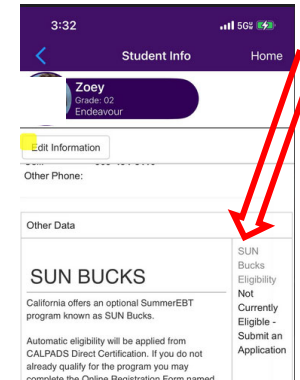 3:32
5G
Student Info
Home
Zoey
Grade: 02
Endeavour
Edit Information
Other Phone:
Other Data
SUN BUCKS
California offers an optional SummerEBT
program known as SUN Bucks.
Automatic eligibility will be applied from
CALPADS Direct Certification. If you do not
already qualify for the program you may
complete the Online Registration Form named
SUN
Bucks
Eligibility
Not
Currently
Eligible -
Submit an
Application